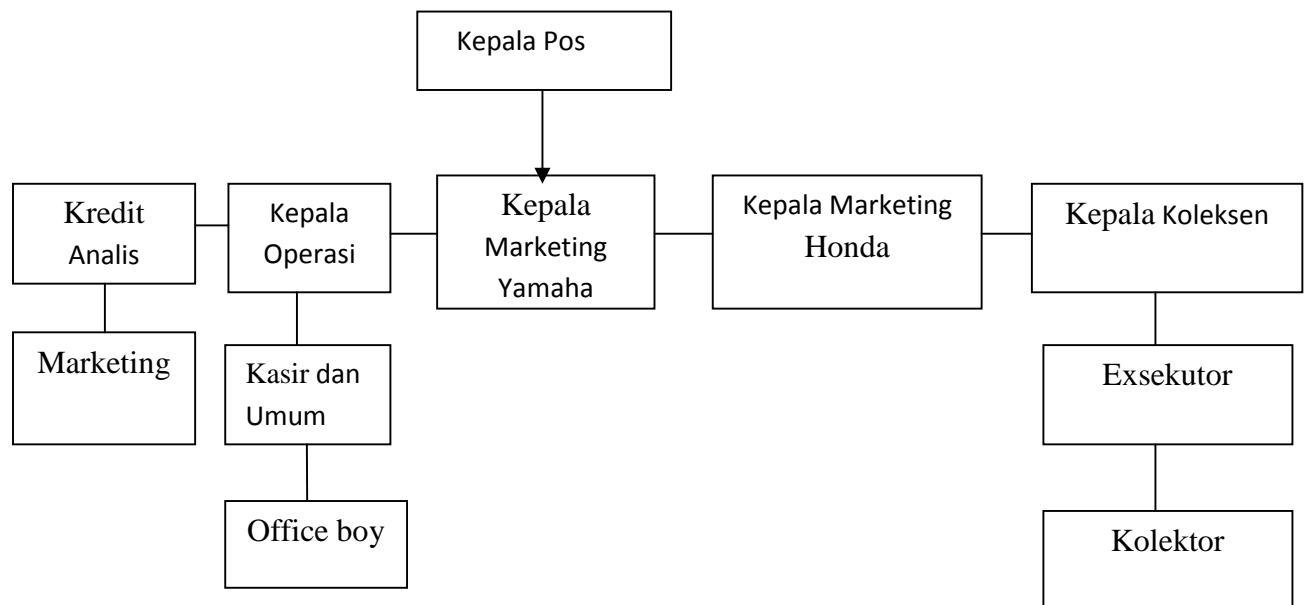 Kepala Pos
Kredit
Analis
Kepala
Operasi
Kepala
Marketing
Yamaha
Kepala Marketing
Honda
Kepala Koleksen
Marketing
Kasir dan
Umum
Exsekutor
Office boy
Kolektor